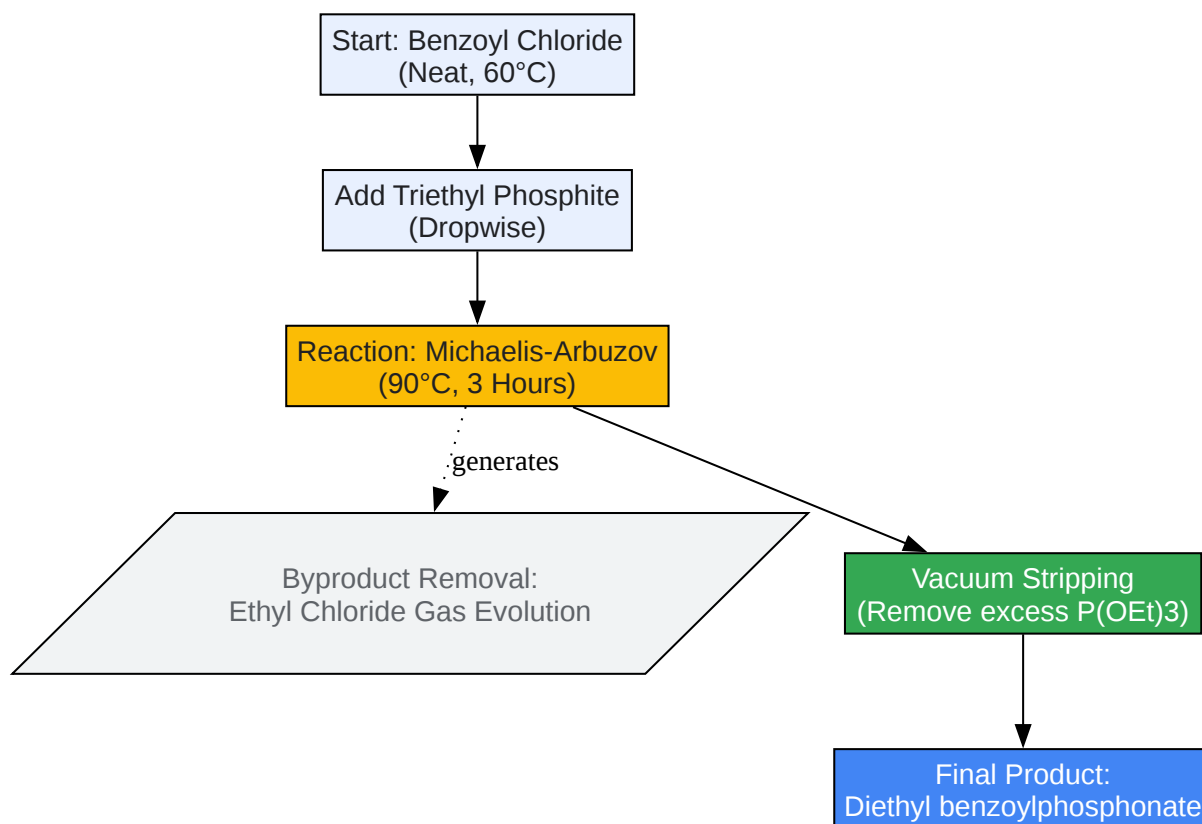 Start: Benzoyl Chloride
(Neat, 60°C)
Add Triethyl Phosphite
(Dropwise)
Reaction: Michaelis-Arbuzov
(90°C, 3 Hours)
generates
Byproduct Removal:
Ethyl Chloride Gas Evolution
Vacuum Stripping
(Remove excess P(OEt)3)
Final Product:
Diethyl benzoylphosphonate